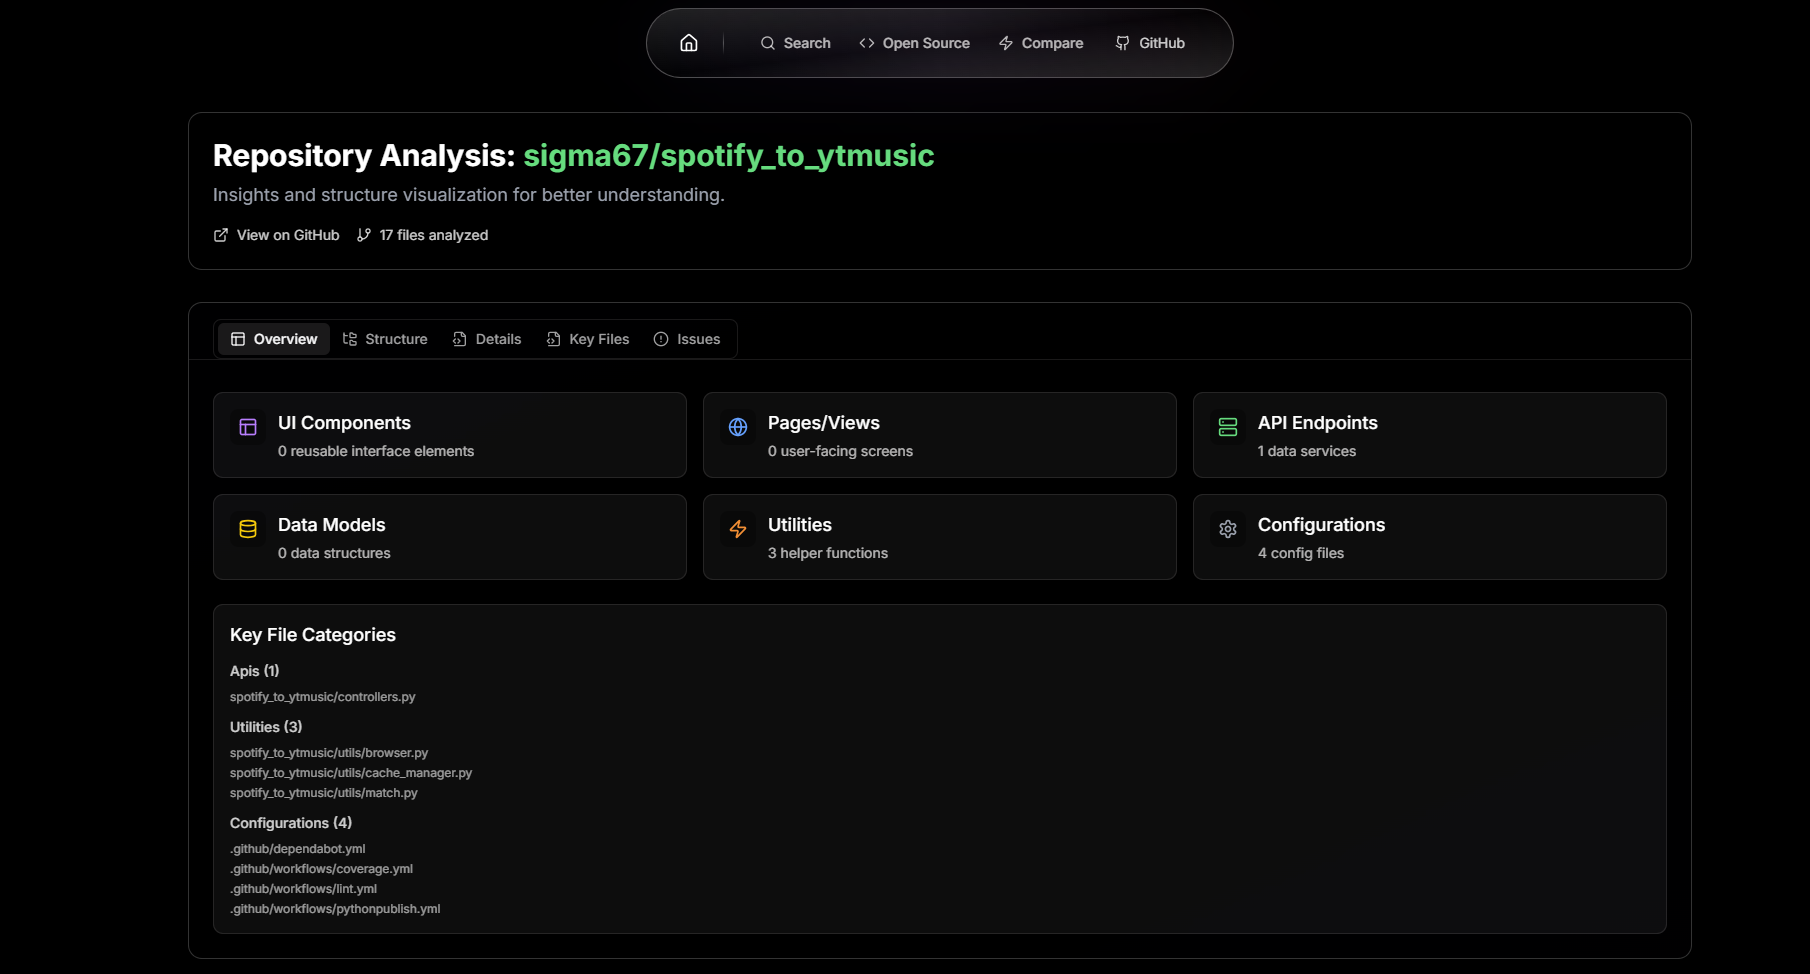 Search Open Source Compare GitHub
Repository Analysis: sigma67/spotify_to_ytmusic
Insights and structure visualization for better understanding.
View on GitHub 17 files analyzed
Overview Structure Details Key Files Issues
UI Components
0 reusable interface elements
Pages/Views
0 user-facing screens
API Endpoints
1 data services
Data Models
0 data structures
Utilities
3 helper functions
Configurations
4 config files
Key File Categories
Apis (1)
spotify_to_ytmusic/controllers.py
Utilities (3)
spotify_to_ytmusic/utils/browser.py
spotify_to_ytmusic/utils/cache_manager.py
spotify_to_ytmusic/utils/match.py
Configurations (4)
.github/dependabot.yml
.github/workflows/coverage.yml
.github/workflows/lint.yml
.github/workflows/pythonpublish.yml